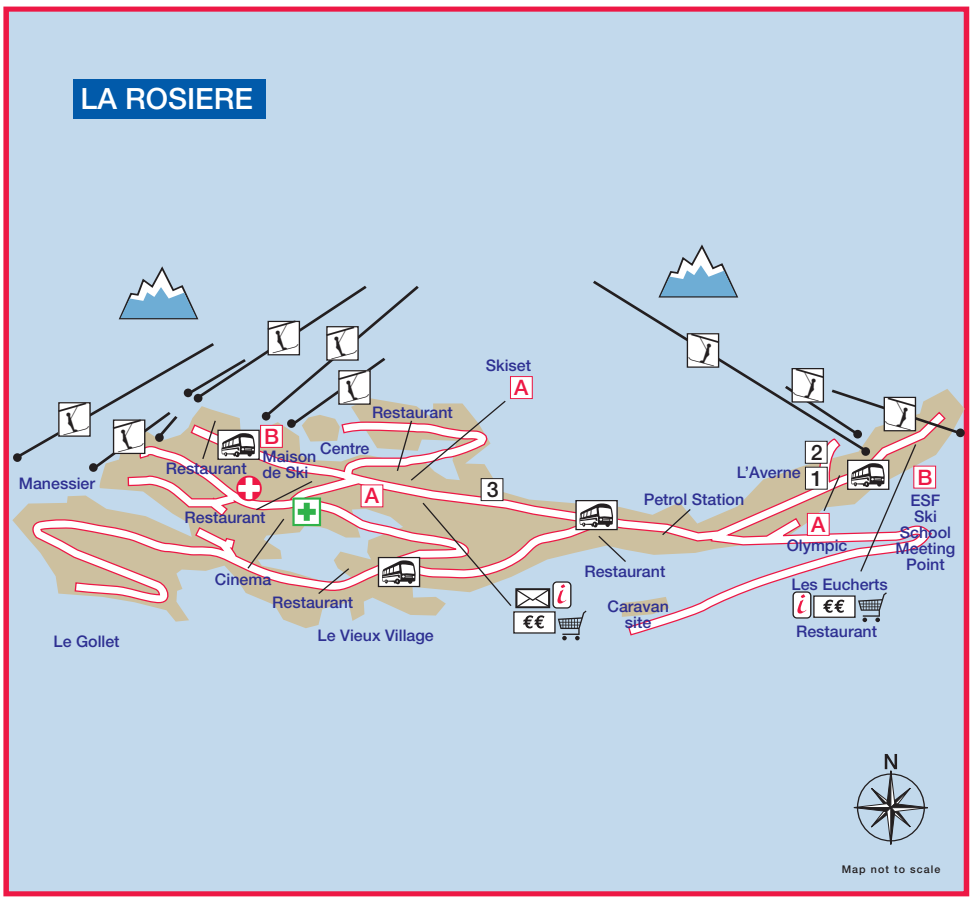 LA ROSIERE
Skiset
A
Restaurant
B
Centre
Maison
de Ski
Restaurant
Manessier
A
3
Restaurant
2
1
L'Averne
B
ESF
Ski
School
Meeting
Point
Petrol Station
A
Olympic
Cinema
Restaurant
Restaurant
Les Eucherts
i
€€
Restaurant
Caravan
site
i
€€
Le Vieux Village
Le Gollet
N
Map not to scale